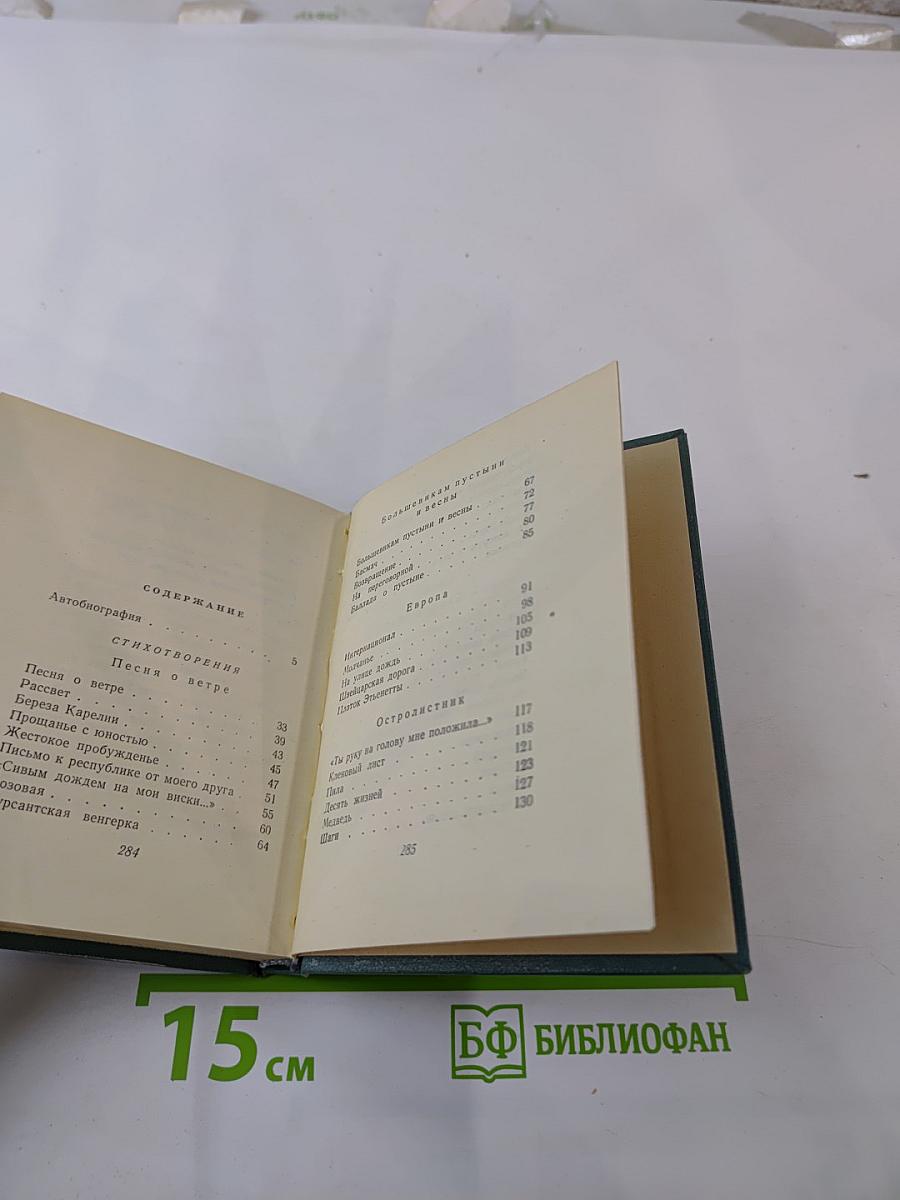 СОДЕРЖАНИЕ
Автобиография . . . . . . . . . 5
СТИХОТВОРЕНИЯ
Песня о ветре
Песня о ветре . . . . . . . . 33
Рассвет . . . . . . . . . . 39
Береза Карелии . . . . . . . . 43
Прощанье с юностью . . . . . . . 45
Жестокое пробужденье . . . . . . 47
Письмо к республике от моего друга . . 51
«Сивым дождем на мои виски...» . . . 55
озовая . . . . . . . . . . 60
урсантская венгерка . . . . . . . 64
284
Большевикам пустыни
и весны
Большевикам пустыни и весны . . . 67
Басмач . . . . . . . . . . 72
Возвращение . . . . . . . . . 77
На переговорной . . . . . . . . 80
Баллада о пустыне . . . . . . . 85
Европа
Интернационал . . . . . . . . 91
Молчанье . . . . . . . . . . 98
На улице дождь . . . . . . . . 105
Швейцарская дорога . . . . . . . 109
Платок Этьенетты . . . . . . . 113
Остролистник
«Ты руку на голову мне положила...» 117
Кленовый лист . . . . . . . . 118
Пила . . . . . . . . . . . 121
Десять жизней . . . . . . . . 123
Медведь . . . . . . . . . . 127
Шаги . . . . . . . . . . . 130
285
15 см
БФ БИБЛИОФАН